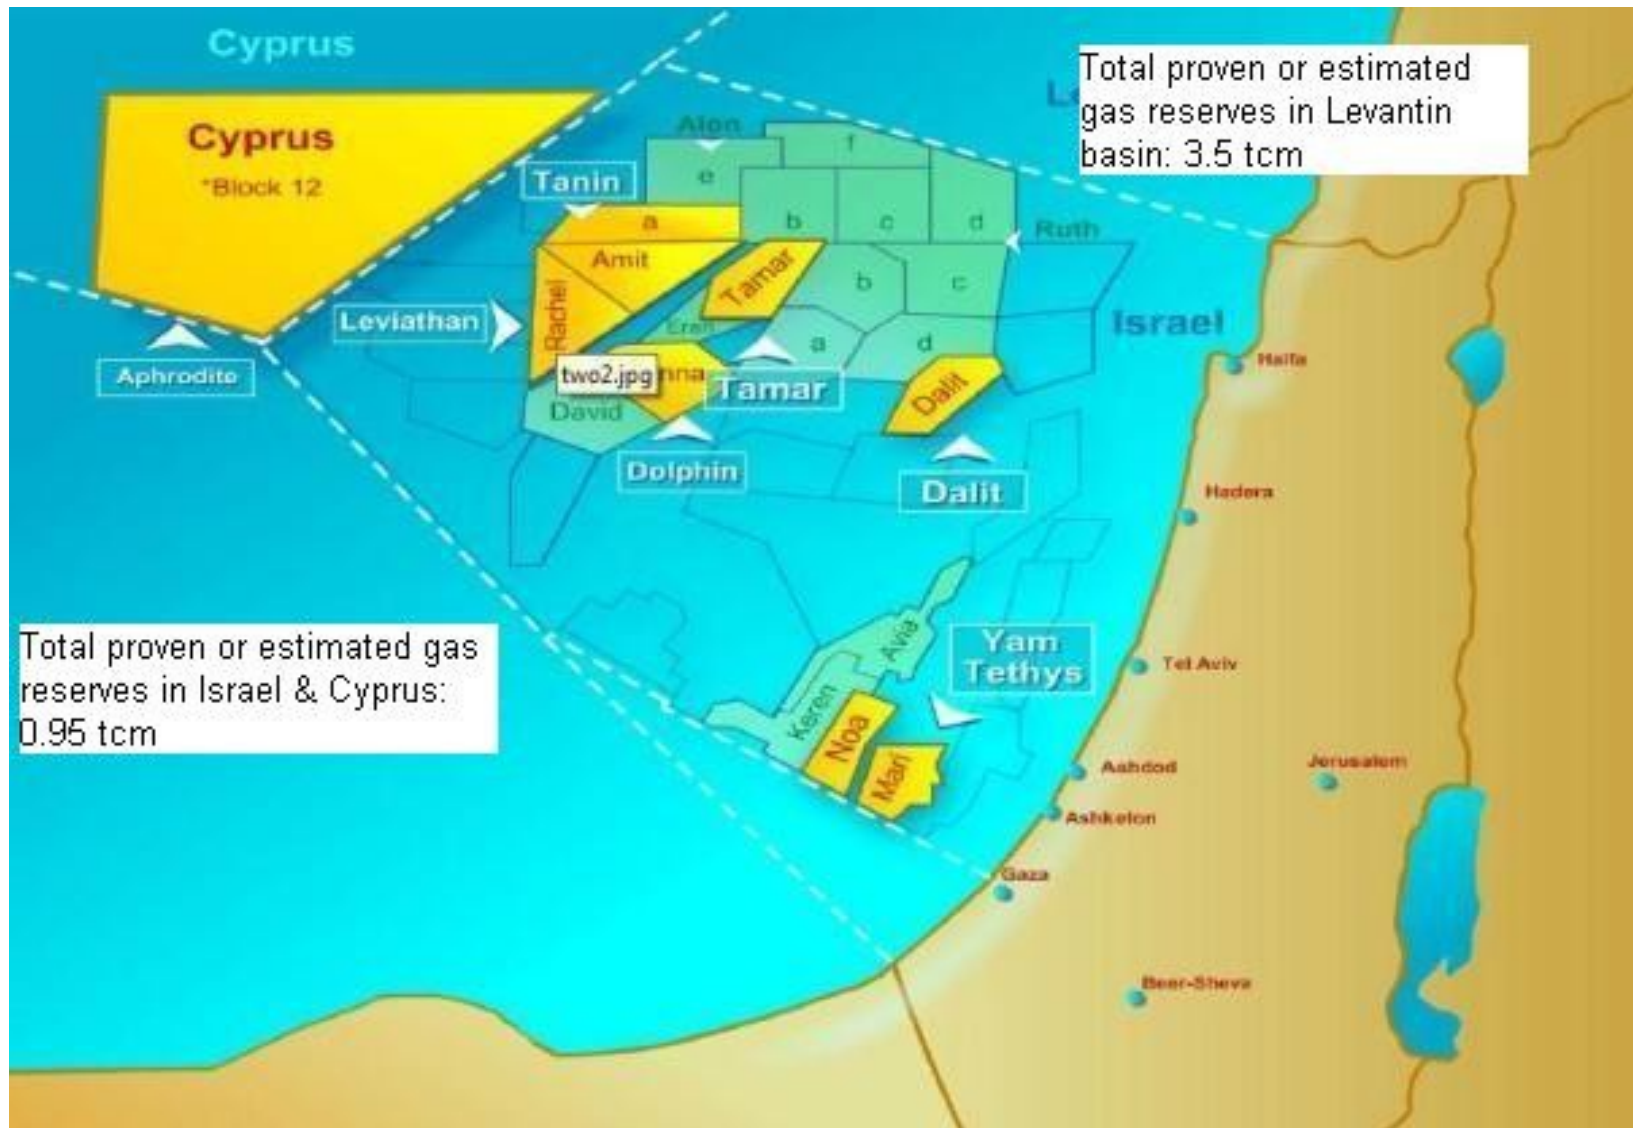 Cyprus
Total proven or estimated
gas reserves in Levantin
basin: 3.5 tcm
Cyprus
*Block 12
Alon
f
e
Tanin
a
b
c
d
Ruth
Amit
Tamar
b
c
Rachel
Leviathan
Eran
a
d
Israel
Haifa
Aphrodite
two2.jpg
nna
Tamar
Dalit
David
Dolphin
Dalit
Hadera
Total proven or estimated gas
reserves in Israel & Cyprus:
0.95 tcm
Avia
Yam
Tethys
Tel Aviv
Keren
Noa
Mari
Aahdod
Jerusalem
Ashkelon
Gaza
Beer-Sheva